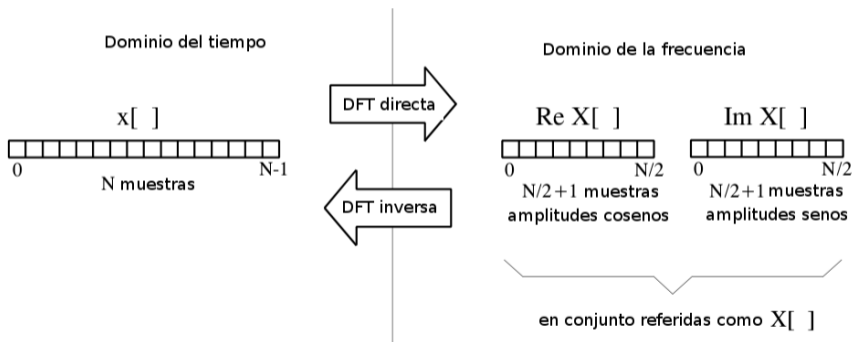 Dominio del tiempo
Dominio de la frecuencia
DFT directa
x[ ]
0
N-1
N muestras
DFT inversa
Re X[ ]
0
N/2
N/2+1 muestras
amplitudes cosenos
Im X[ ]
0
N/2
N/2+1 muestras
amplitudes senos
en conjunto referidas como X[ ]